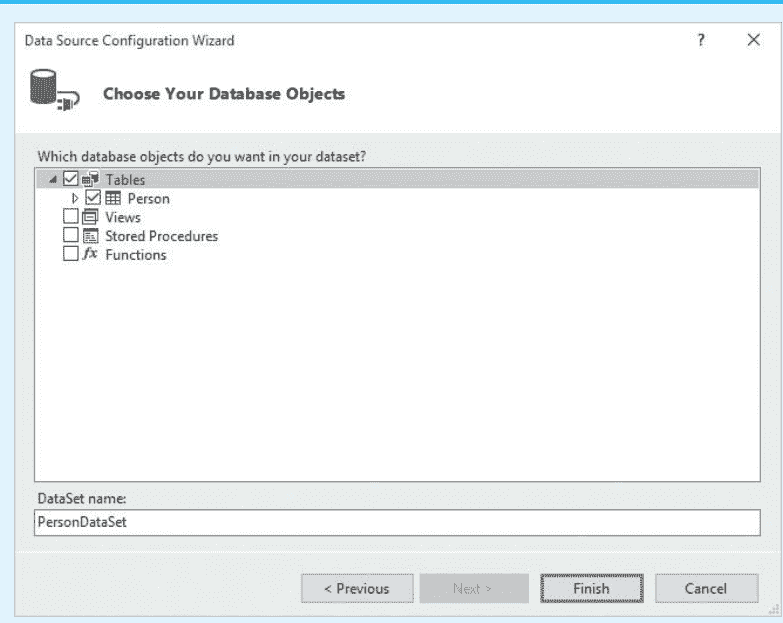 Data Source Configuration Wizard ?
Choose Your Database Objects
Which database objects do you want in your dataset?
Tables
Person
Views
Stored Procedures
fx Functions
DataSet name:
PersonDataSet
< Previous Next > Finish Cancel